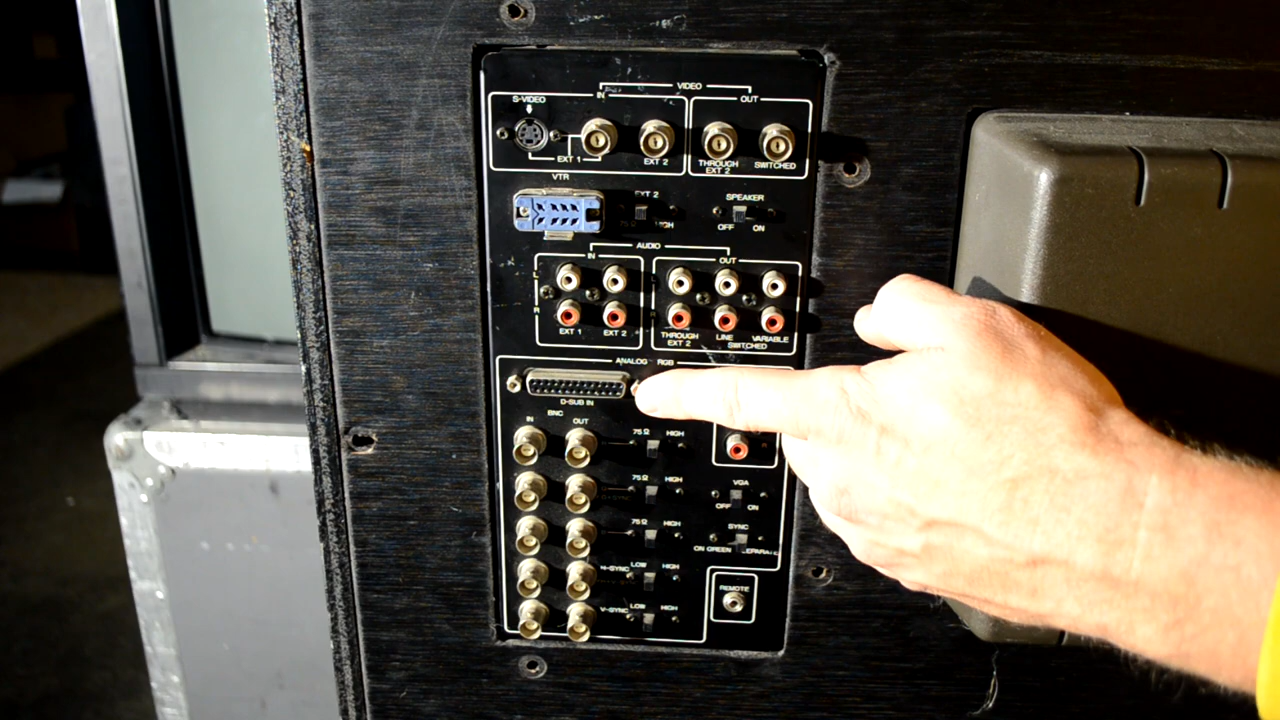 VIDEO
S-VIDEO
IN
OUT
EXT 1
EXT 2
THROUGH
EXT 2
SWITCHED
VTR
EXT 2
75Ω
HIGH
SPEAKER
OFF
ON
AUDIO
IN
OUT
L
R
EXT 1
EXT 2
THROUGH
EXT 2
LINE
VARIABLE
SWITCHED
ANALOG RGB
D-SUB IN
BNC
IN
OUT
75Ω
HIGH
R
75Ω
HIGH
VGA
OFF
ON
75Ω
HIGH
SYNC
ON GREEN
SEPARATE
H-SYNC
LOW
HIGH
REMOTE
V-SYNC
LOW
HIGH